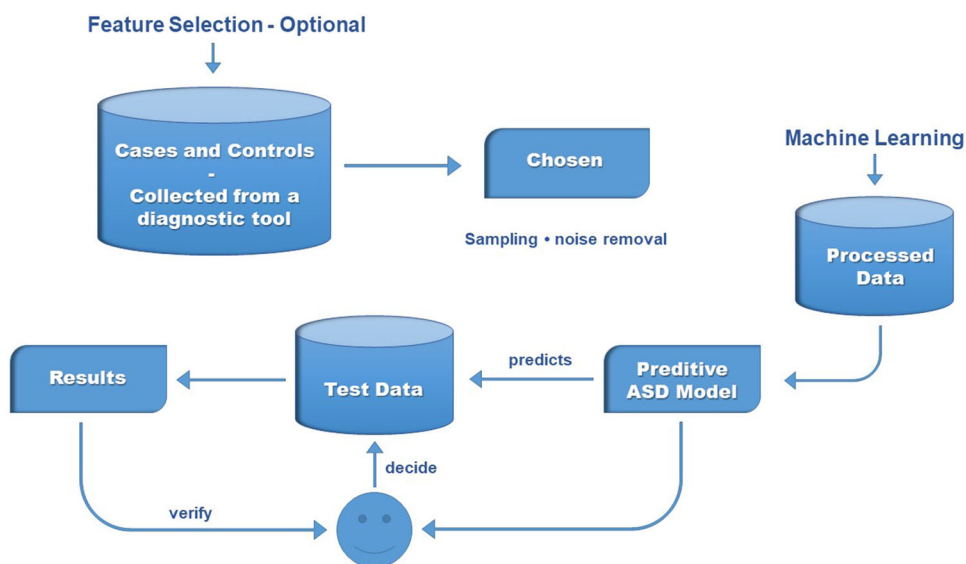 Feature Selection - Optional
Cases and Controls
-
Collected from a
diagnostic tool
Chosen
Sampling • noise removal
Machine Learning
Processed
Data
Preditive
ASD Model
predicts
Test Data
Results
decide
verify